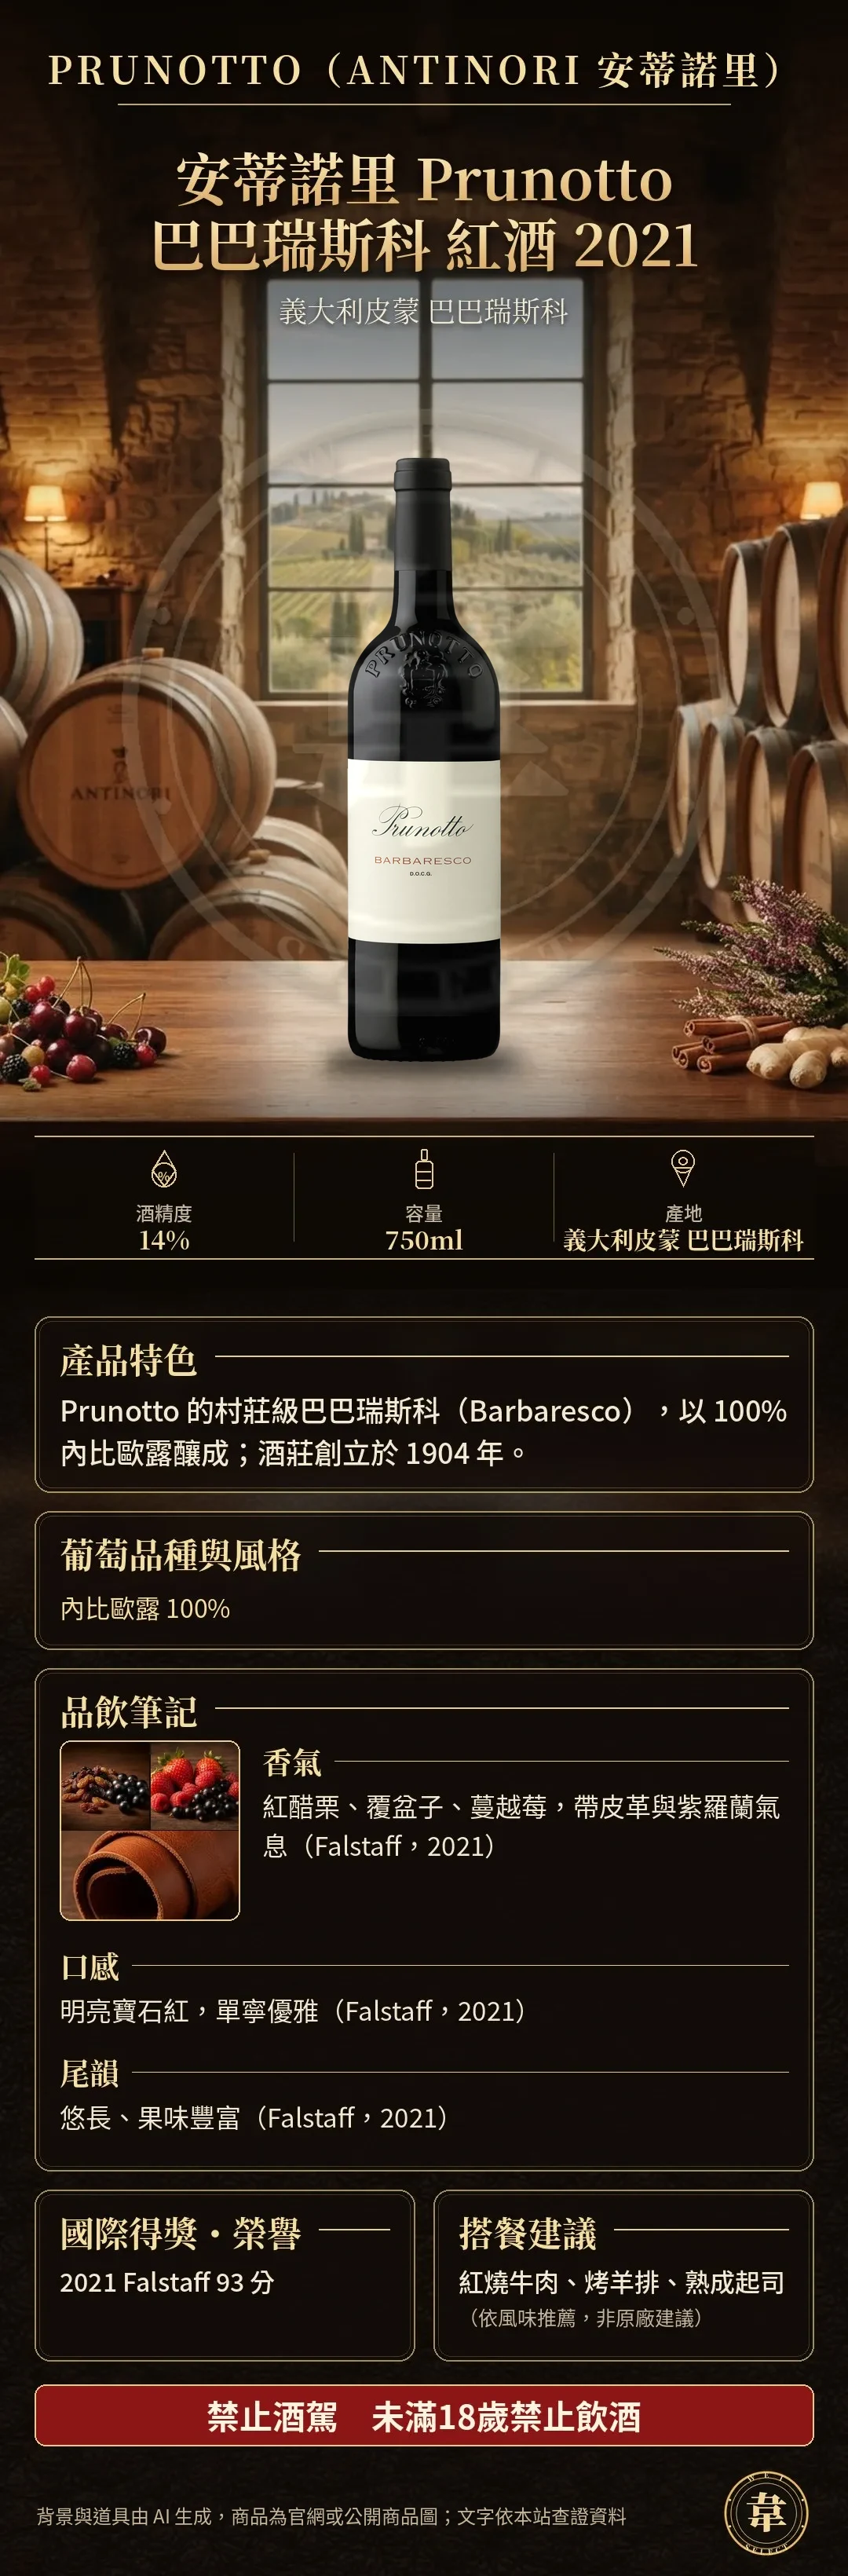 PRUNOTTO（ANTINORI 安蒂諾里）
安蒂諾里 Prunotto
巴巴瑞斯科 紅酒 2021
義大利皮蒙 巴巴瑞斯科
PRUNOTTO
ANTINORI
Prunotto
BARBARESCO
D.O.C.G.
酒精度
14%
容量
750ml
產地
義大利皮蒙 巴巴瑞斯科
產品特色
Prunotto 的村莊級巴巴瑞斯科（Barbaresco），以 100%
內比歐露釀成；酒莊創立於 1904 年。
葡萄品種與風格
內比歐露 100%
品飲筆記
香氣
紅醋栗、覆盆子、蔓越莓，帶皮革與紫羅蘭氣
息（Falstaff，2021）
口感
明亮寶石紅，單寧優雅（Falstaff，2021）
尾韻
悠長、果味豐富（Falstaff，2021）
國際得獎・榮譽
2021 Falstaff 93 分
搭餐建議
紅燒牛肉、烤羊排、熟成起司
（依風味推薦，非原廠建議）
禁止酒駕　未滿18歲禁止飲酒
背景與道具由 AI 生成，商品為官網或公開商品圖；文字依本站查證資料
WEI
韋
SELECT